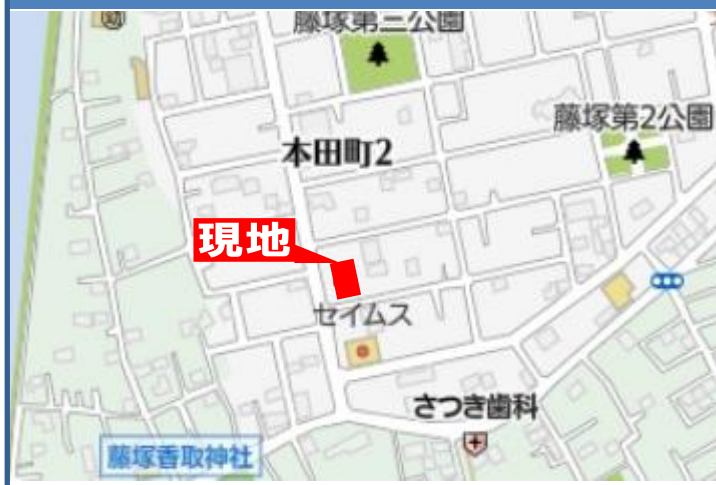 藤塚第三公園
藤塚第2公園
本田町2
現地
セイムス
さつき歯科
藤塚香取神社